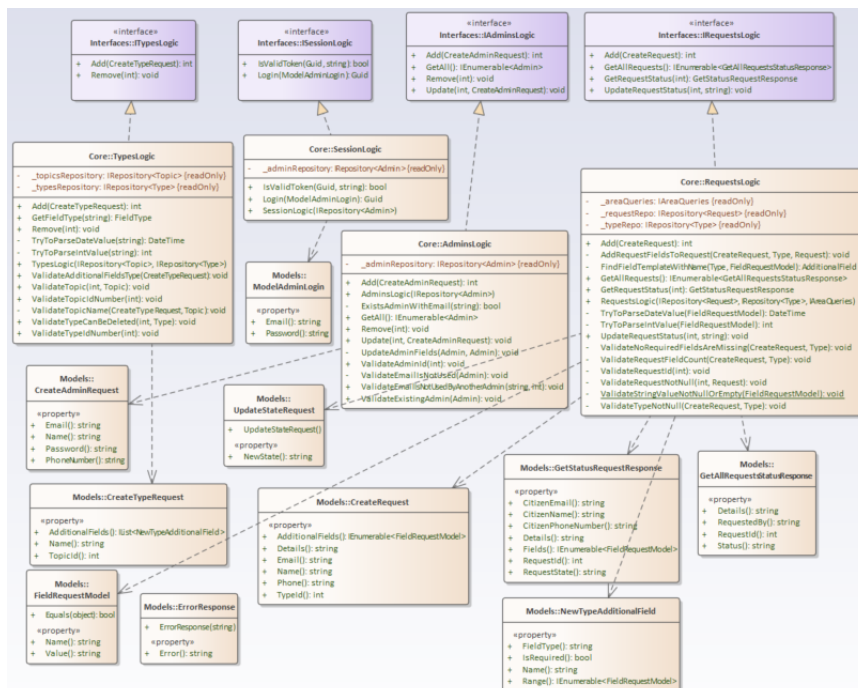 «interface»
Interfaces::ITypesLogic
+ Add(CreateTypeRequest): int
+ Remove(int): void
«interface»
Interfaces::ISessionLogic
+ IsValidToken(Guid, string): bool
+ Login(ModelAdminLogin): Guid
«interface»
Interfaces::IAdminsLogic
+ Add(CreateAdminRequest): int
+ GetAll(): IEnumerable<Admin>
+ Remove(int): void
+ Update(int, CreateAdminRequest): void
«interface»
Interfaces::IRequestsLogic
+ Add(CreateRequest): int
+ GetAllRequests(): IEnumerable<GetAllRequestsStatusResponse>
+ GetRequestStatus(int): GetStatusRequestResponse
+ UpdateRequestStatus(int, string): void
Core::TypesLogic
- _topicsRepository: IRepository<Topic> {readOnly}
- _typesRepository: IRepository<Type> {readOnly}
+ Add(CreateTypeRequest): int
+ GetFieldType(string): FieldType
+ Remove(int): void
- TryToParseDateValue(string): DateTime
- TryToParseIntValue(string): int
+ TypesLogic(IRepository<Topic>, IRepository<Type>)
+ ValidateAdditionalFieldsType(CreateTypeRequest): void
- ValidateTopic(int, Topic): void
- ValidateTopicIdNumber(int): void
- ValidateTopicName(CreateTypeRequest, Topic): void
- ValidateTypeCanBeDeleted(int, Type): void
- ValidateTypeIdNumber(int): void
Core::SessionLogic
- _adminRepository: IRepository<Admin> {readOnly}
+ IsValidToken(Guid, string): bool
+ Login(ModelAdminLogin): Guid
+ SessionLogic(IRepository<Admin>)
Core::AdminsLogic
- _adminRepository: IRepository<Admin> {readOnly}
+ Add(CreateAdminRequest): int
+ AdminsLogic(IRepository<Admin>)
- ExistsAdminWithEmail(string): bool
+ GetAll(): IEnumerable<Admin>
+ Remove(int): void
+ Update(int, CreateAdminRequest): void
- UpdateAdminFields(Admin, Admin): void
- ValidateAdminId(int): void
- ValidateEmailIsNotUsed(Admin): void
- ValidateEmailIsNotUsedByAnotherAdmin(string, int): void
- ValidateExistingAdmin(Admin): void
Core::RequestsLogic
- _areaQueries: IAreaQueries {readOnly}
- _requestRepo: IRepository<Request> {readOnly}
- _typeRepo: IRepository<Type> {readOnly}
+ Add(CreateRequest): int
- AddRequestFieldsToRequest(CreateRequest, Type, Request): void
- FindFieldTemplateWithName(Type, FieldRequestModel): AdditionalField
+ GetAllRequests(): IEnumerable<GetAllRequestsStatusResponse>
+ GetRequestStatus(int): GetStatusRequestResponse
+ RequestsLogic(IRepository<Request>, IRepository<Type>, IAreaQueries)
- TryToParseDateValue(FieldRequestModel): DateTime
- TryToParseIntValue(FieldRequestModel): int
+ UpdateRequestStatus(int, string): void
- ValidateNoRequiredFieldsAreMissing(CreateRequest, Type): void
- ValidateRequestFieldCount(CreateRequest, Type): void
- ValidateRequestId(int): void
- ValidateRequestNotNull(int, Request): void
- ValidateStringValueNotNullOrEmpty(FieldRequestModel): void
- ValidateTypeNotNull(CreateRequest, Type): void
Models::
ModelAdminLogin
«property»
+ Email(): string
+ Password(): string
Models::
CreateAdminRequest
«property»
+ Email(): string
+ Name(): string
+ Password(): string
+ PhoneNumber(): string
Models::
UpdateStateRequest
+ UpdateStateRequest()
«property»
+ NewState(): string
Models::GetStatusRequestResponse
«property»
+ CitizenEmail(): string
+ CitizenName(): string
+ CitizenPhoneNumber(): string
+ Details(): string
+ Fields(): IEnumerable<FieldRequestModel>
+ RequestId(): int
+ RequestState(): string
Models::
GetAllRequestsStatusResponse
«property»
+ Details(): string
+ RequestedBy(): string
+ RequestId(): int
+ Status(): string
Models::CreateTypeRequest
«property»
+ AdditionalFields(): IList<NewTypeAdditionalField>
+ Name(): string
+ TopicId(): int
Models::CreateRequest
«property»
+ AdditionalFields(): IEnumerable<FieldRequestModel>
+ Details(): string
+ Email(): string
+ Name(): string
+ Phone(): string
+ TypeId(): int
Models::
FieldRequestModel
+ Equals(object): bool
«property»
+ Name(): string
+ Value(): string
Models::ErrorResponse
+ ErrorResponse(string)
«property»
+ Error(): string
Models::NewTypeAdditionalField
«property»
+ FieldType(): string
+ IsRequired(): bool
+ Name(): string
+ Range(): IEnumerable<FieldRequestModel>